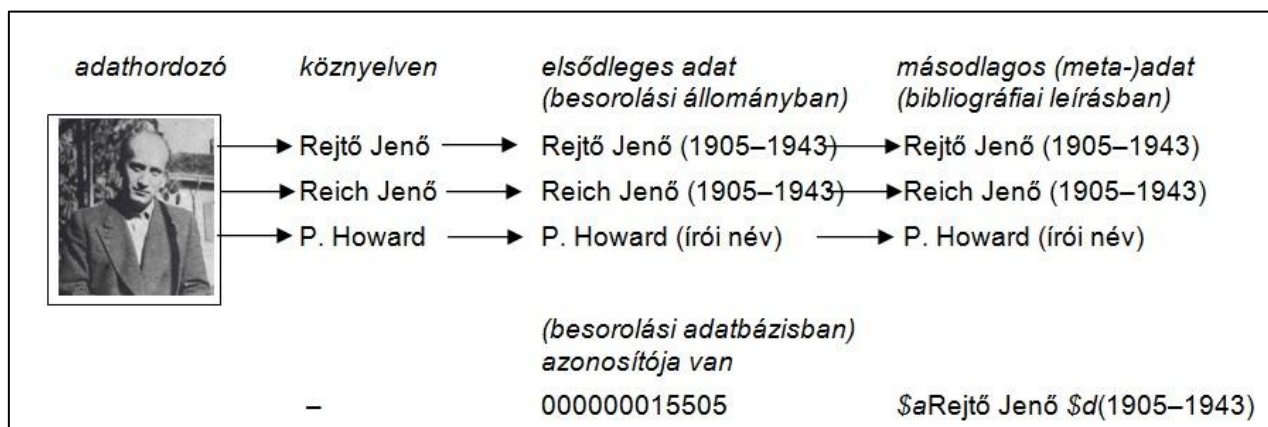 adathordozó köznyelven elsődleges adat másodlagos (meta-)adat
(besorolási állományban) (bibliográfiai leírásban)
Rejtő Jenő Rejtő Jenő (1905–1943) Rejtő Jenő (1905–1943)
Reich Jenő Reich Jenő (1905–1943) Reich Jenő (1905–1943)
P. Howard P. Howard (írói név) P. Howard (írói név)
(besorolási adatbázisban)
azonosítója van
– 000000015505 $aRejtő Jenő $d(1905–1943)